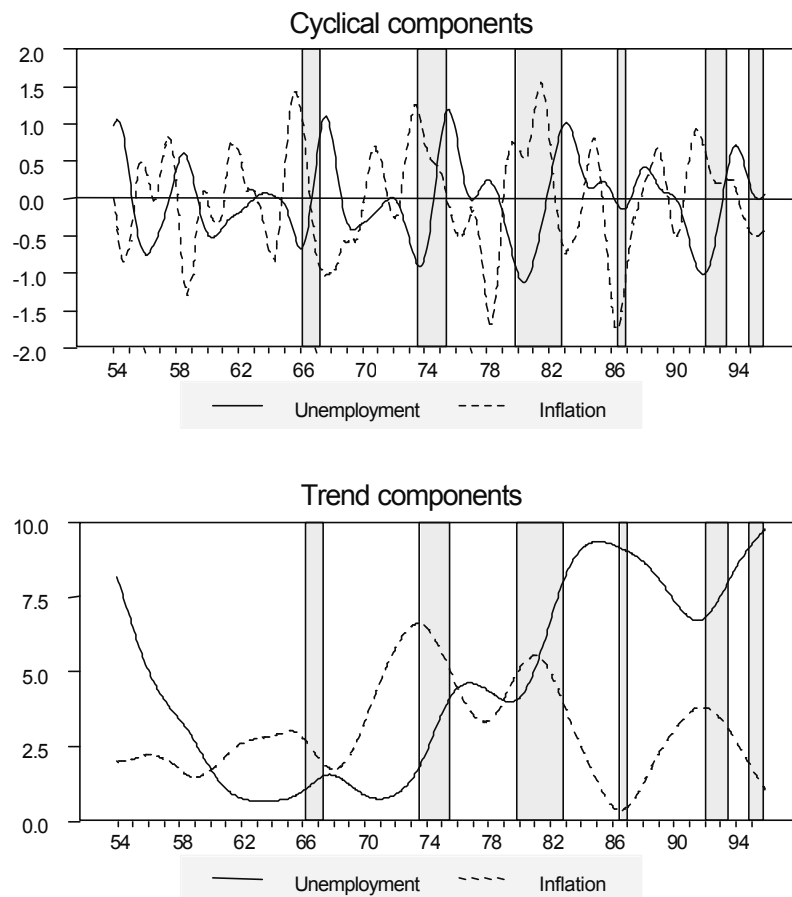 Cyclical components
2.0
1.5
1.0
0.5
0.0
-0.5
-1.0
-1.5
-2.0
54 58 62 66 70 74 78 82 86 90 94
Unemployment Inflation
Trend components
10.0
7.5
5.0
2.5
0.0
54 58 62 66 70 74 78 82 86 90 94
Unemployment Inflation